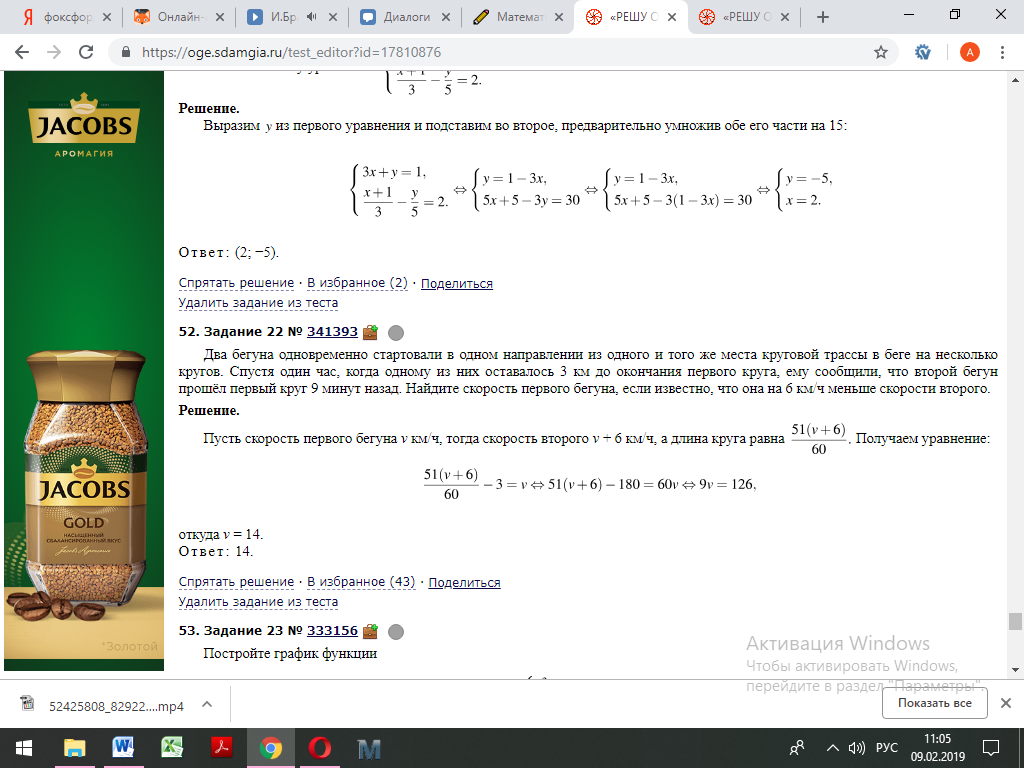 фоксфор
Онлайн-
И.Бр
Диалоги
Математ
«РЕШУ О
«РЕШУ О
https://oge.sdamgia.ru/test_editor?id=17810876
A
JACOBS
АРОМАГИЯ
x+1/3 − y/5 = 2.
Решение.
Выразим y из первого уравнения и подставим во второе, предварительно умножив обе его части на 15:
{3x+y=1, (x+1)/3 − y/5 = 2. ⇔ {y=1−3x, 5x+5−3y=30 ⇔ {y=1−3x, 5x+5−3(1−3x)=30 ⇔ {y=−5, x=2.
Ответ: (2; −5).
Спрятать решение · В избранное (2) · Поделиться
Удалить задание из теста
52. Задание 22 № 341393
Два бегуна одновременно стартовали в одном направлении из одного и того же места круговой трассы в беге на несколько
кругов. Спустя один час, когда одному из них оставалось 3 км до окончания первого круга, ему сообщили, что второй бегун
прошёл первый круг 9 минут назад. Найдите скорость первого бегуна, если известно, что она на 6 км/ч меньше скорости второго.
Решение.
Пусть скорость первого бегуна v км/ч, тогда скорость второго v + 6 км/ч, а длина круга равна 51(v+6)/60. Получаем уравнение:
51(v+6)/60 − 3 = v ⇔ 51(v+6) − 180 = 60v ⇔ 9v = 126,
откуда v = 14.
Ответ: 14.
Спрятать решение · В избранное (43) · Поделиться
Удалить задание из теста
53. Задание 23 № 333156
Постройте график функции
JACOBS
GOLD
НАСЫЩЕННЫЙ
СБАЛАНСИРОВАННЫЙ ВКУС
Jacobs Aromaгия
*Золотой
Активация Windows
Чтобы активировать Windows,
перейдите в раздел "Параметры".
52425808_82922....mp4
Показать все
РУС
11:05
09.02.2019